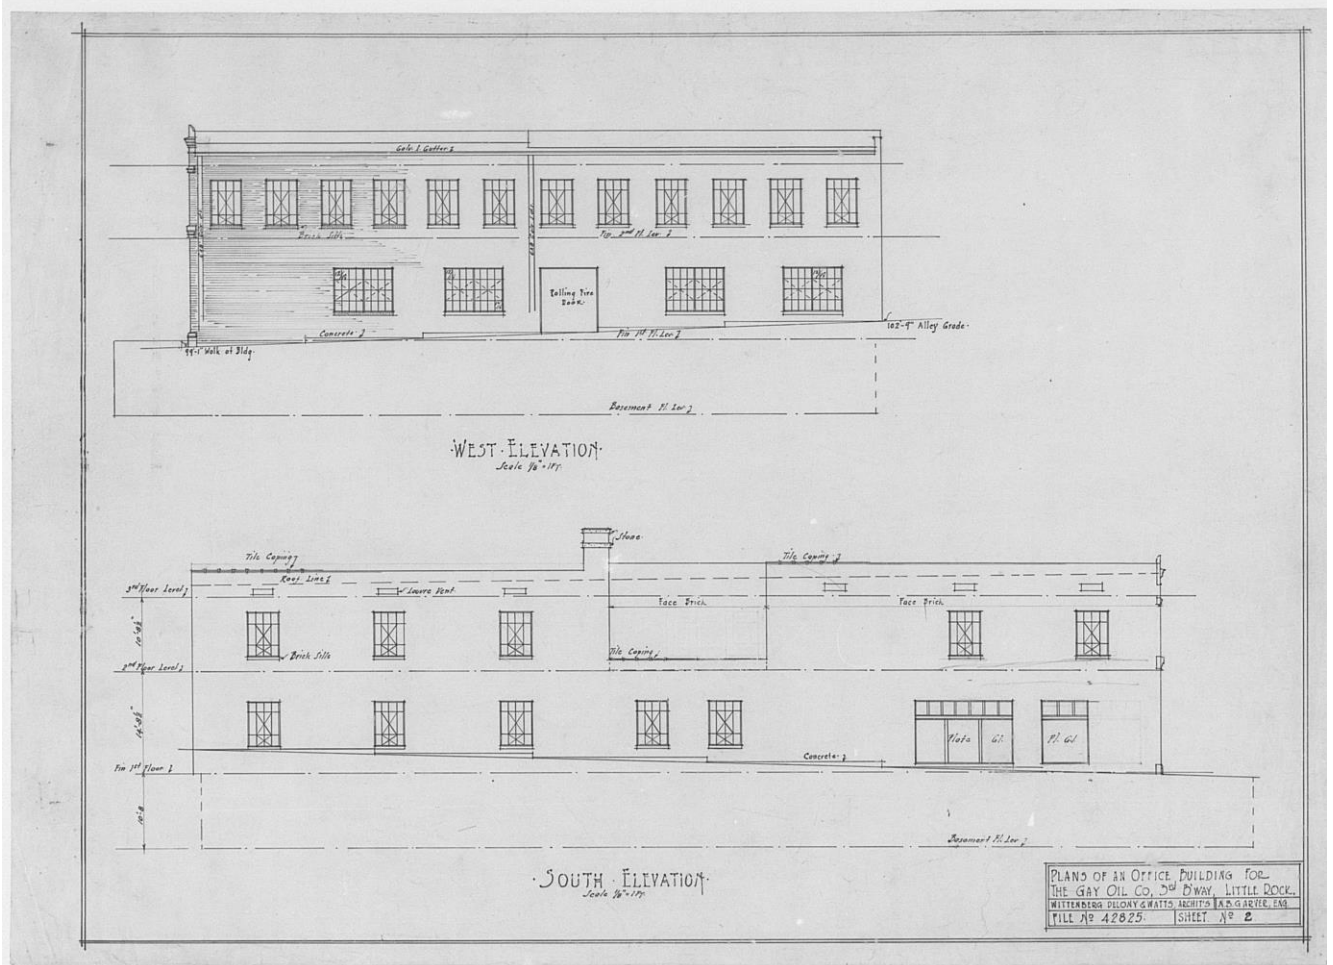 Galv. I. Gutter
Brick Sills
Fin. 2nd Fl. Lev.
Rolling Fire
Door.
Concrete
Fin 1st Fl. Lev.
102'-9" Alley Grade.
99'-1" Walk at Bldg.
Basement Fl. Lev.
·WEST·ELEVATION·
Scale 1/8"=1FT.
Stone.
Tile Coping
Tile Coping
Roof Line
3rd Floor Level
Louvre Vent
Face Brick
Face Brick
Brick Sills
Tile Coping
2nd Floor Level
Plate Gl.
Pl. Gl.
Concrete
Fin 1st Floor
Basement Fl. Lev.
·SOUTH·ELEVATION·
Scale 1/8"=1FT.
PLANS OF AN OFFICE BUILDING FOR
THE GAY OIL CO, 3rd B'WAY, LITTLE ROCK.
WITTENBERG DELONY & WATTS, ARCHIT'S N.B. GARVER, ENG.
FILE No 42825. SHEET No 2